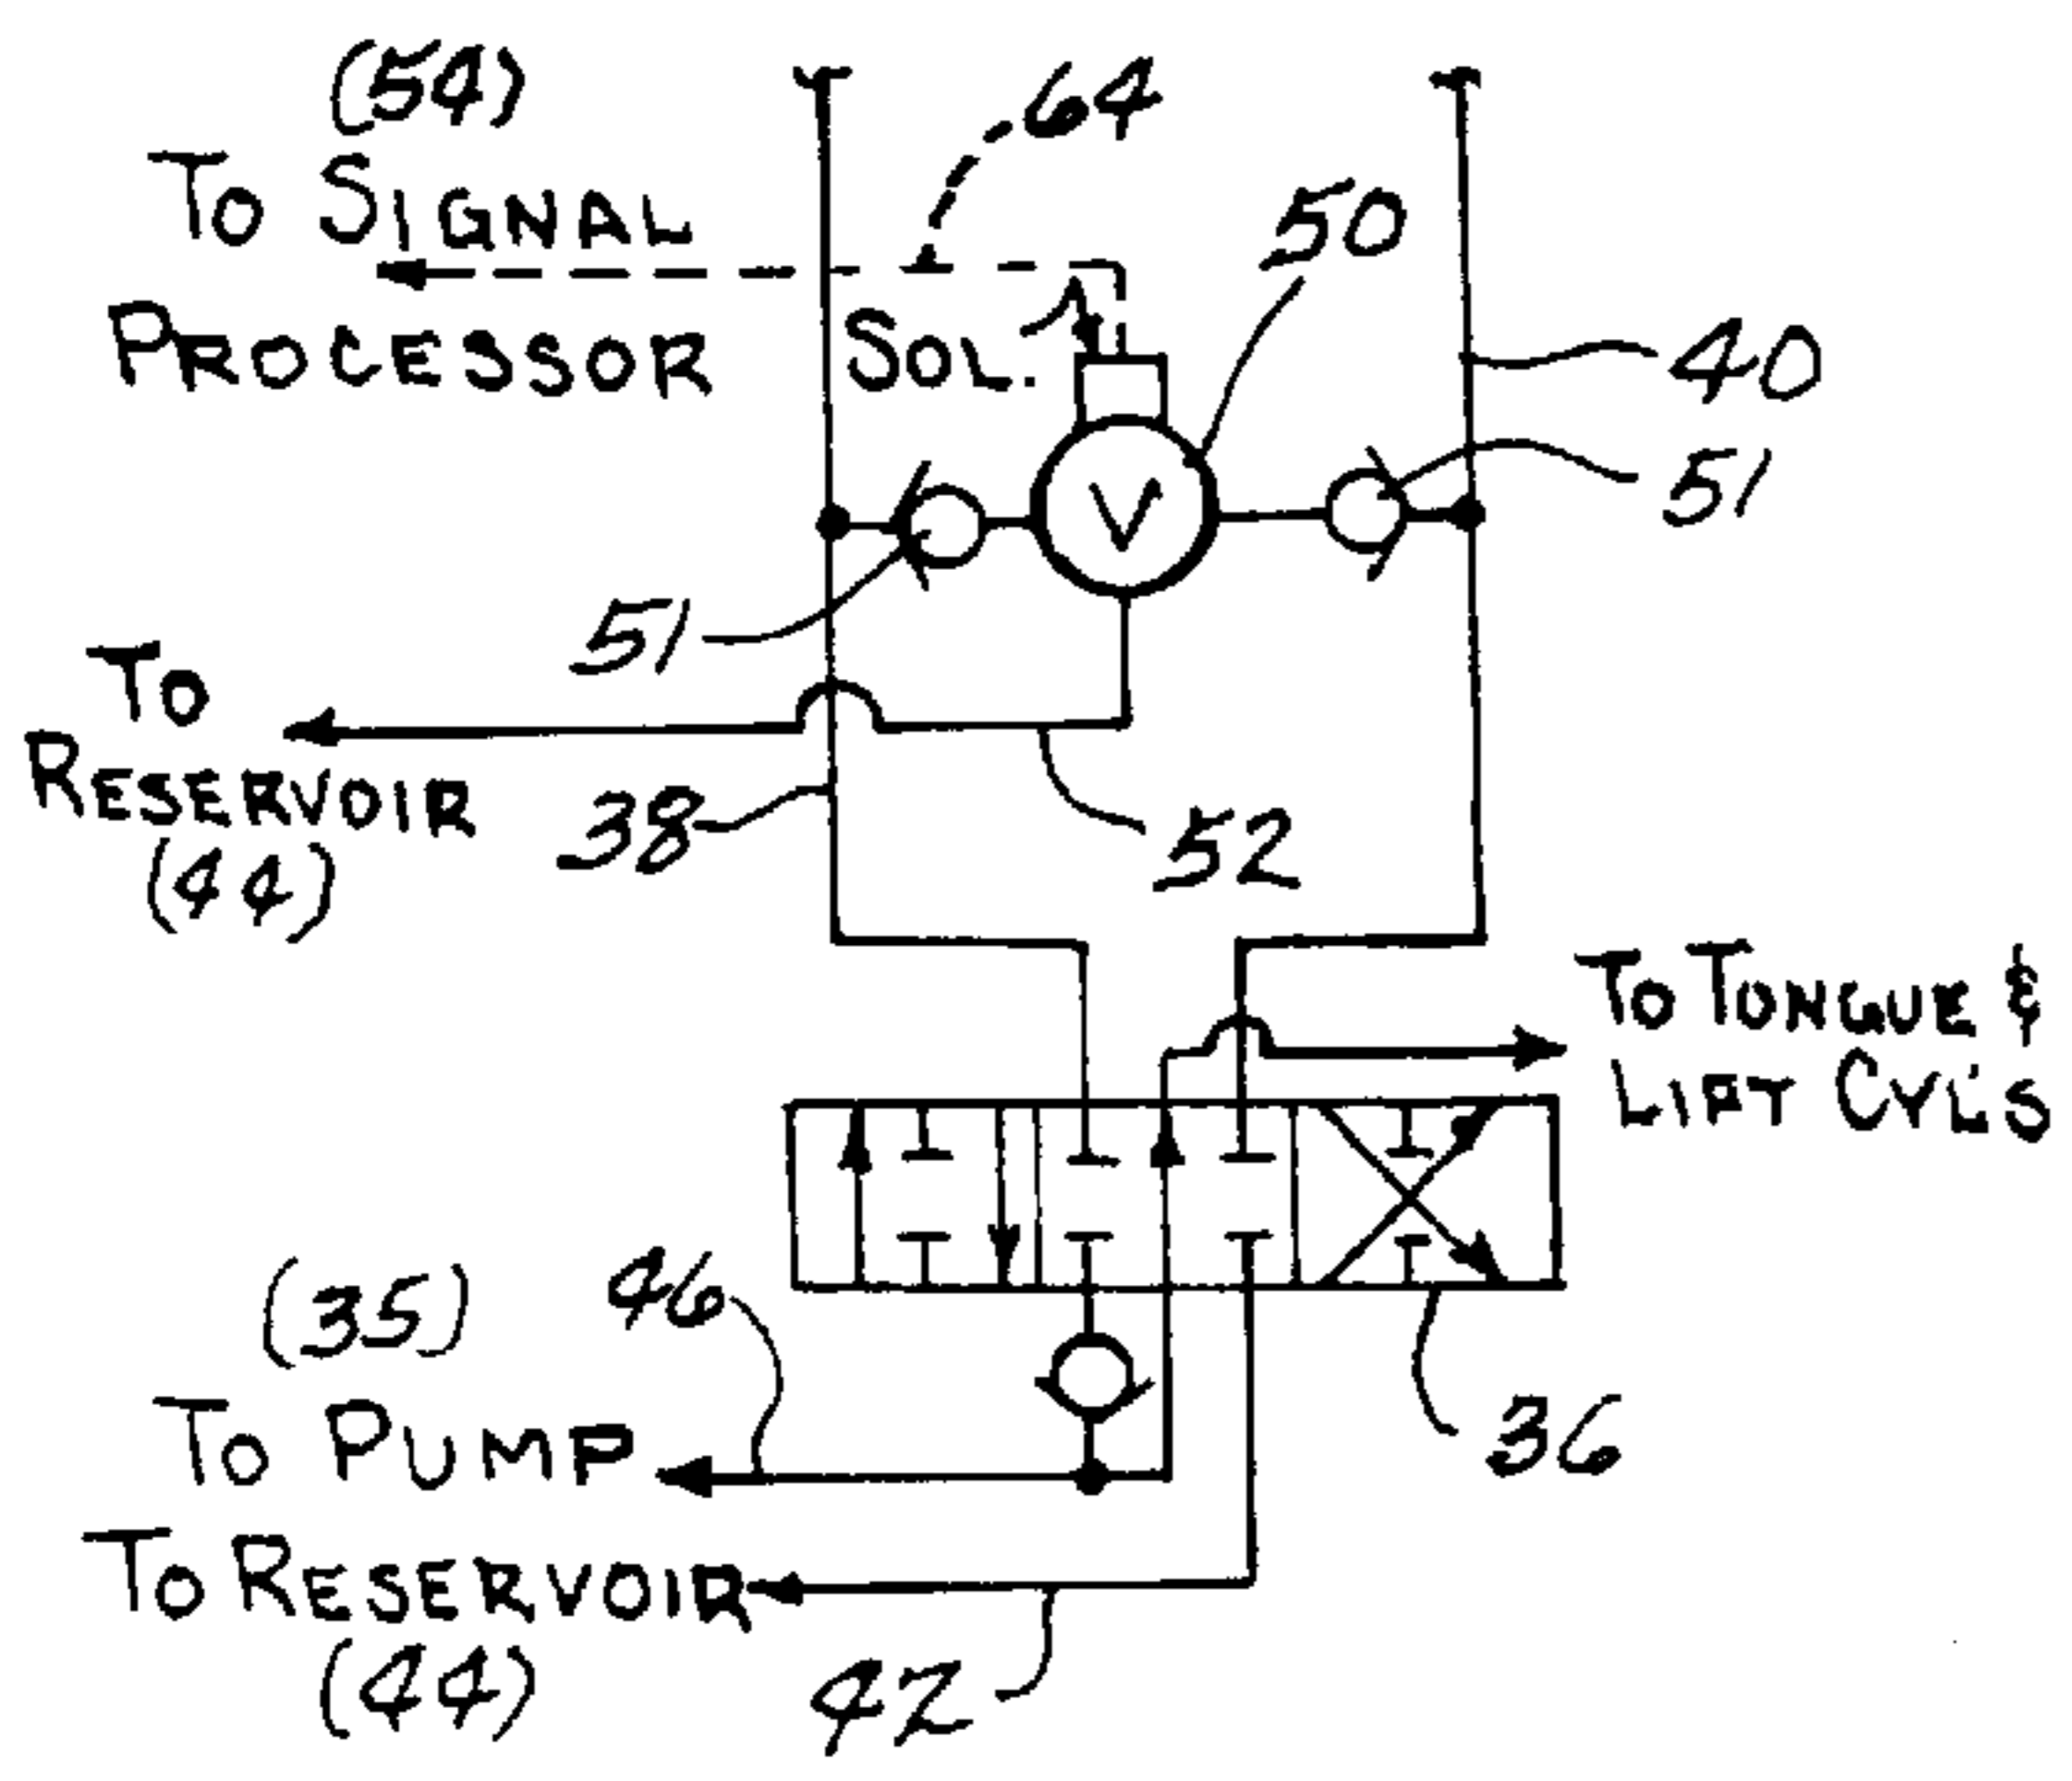 (54)
TO SIGNAL
PROCESSOR
64
SOL.
50
40
51
V
51
TO
RESERVOIR
(44)
38
52
TO TONGUE &
LIFT CYL'S
(35)
46
TO PUMP
36
TO RESERVOIR
(44)
42